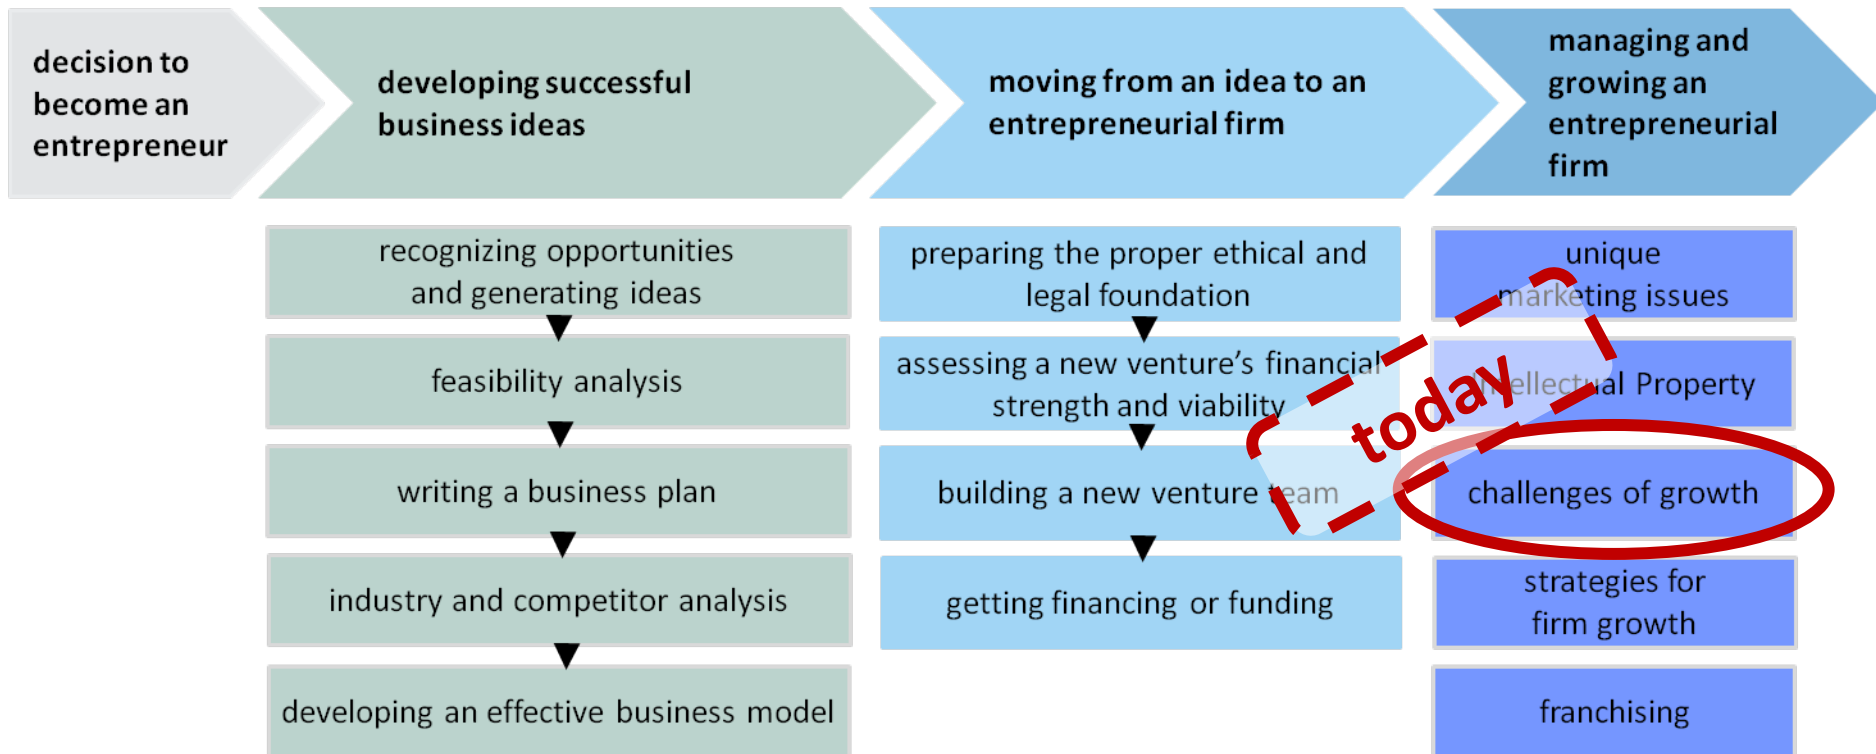 decision to
become an
entrepreneur
developing successful
business ideas
moving from an idea to an
entrepreneurial firm
managing and
growing an
entrepreneurial
firm
recognizing opportunities
and generating ideas
feasibility analysis
writing a business plan
industry and competitor analysis
developing an effective business model
preparing the proper ethical and
legal foundation
assessing a new venture’s financial
strength and viability
building a new venture team
getting financing or funding
unique
marketing issues
Intellectual Property
challenges of growth
strategies for
firm growth
franchising
today